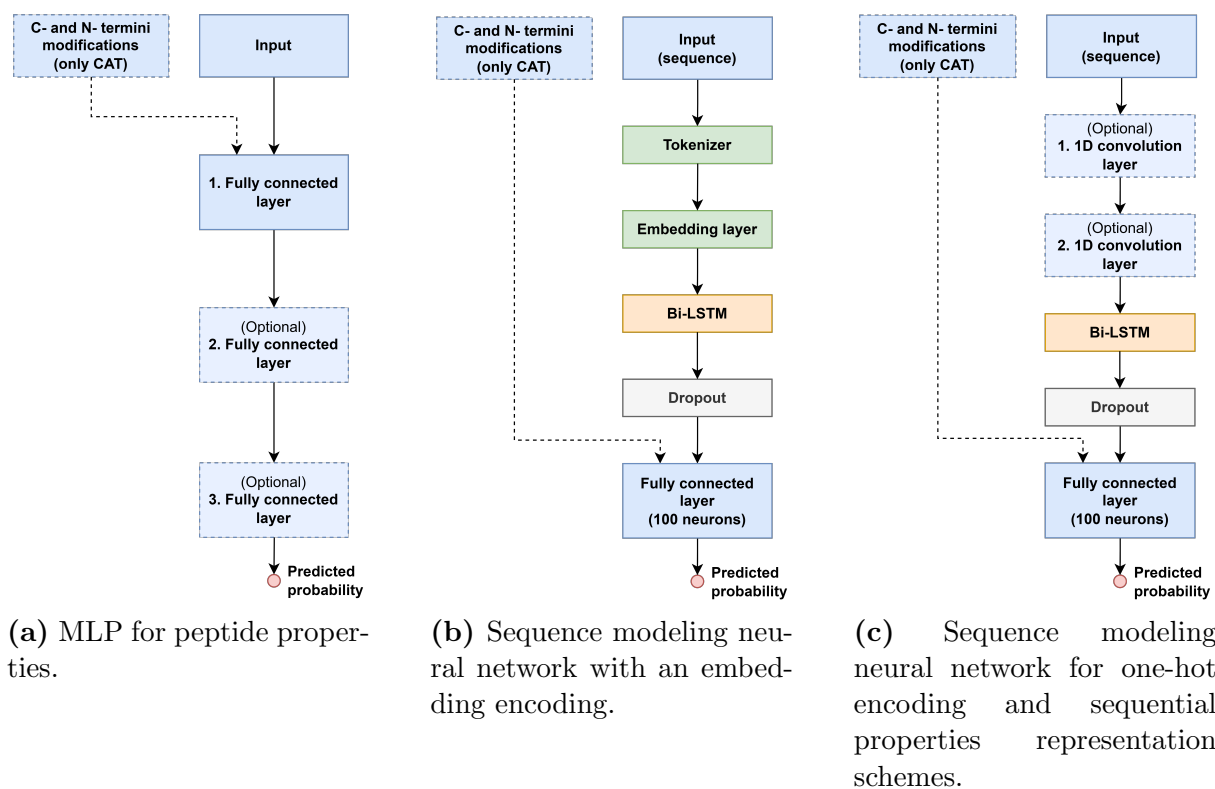 C- and N- termini
modifications
(only CAT)
Input
1. Fully connected
layer
(Optional)
2. Fully connected
layer
(Optional)
3. Fully connected
layer
Predicted
probability
(a) MLP for peptide proper-
ties.
C- and N- termini
modifications
(only CAT)
Input
(sequence)
Tokenizer
Embedding layer
Bi-LSTM
Dropout
Fully connected
layer
(100 neurons)
Predicted
probability
(b) Sequence modeling neu-
ral network with an embed-
ding encoding.
C- and N- termini
modifications
(only CAT)
Input
(sequence)
(Optional)
1. 1D convolution
layer
(Optional)
2. 1D convolution
layer
Bi-LSTM
Dropout
Fully connected
layer
(100 neurons)
Predicted
probability
(c) Sequence modeling
neural network for one-hot
encoding and sequential
properties representation
schemes.